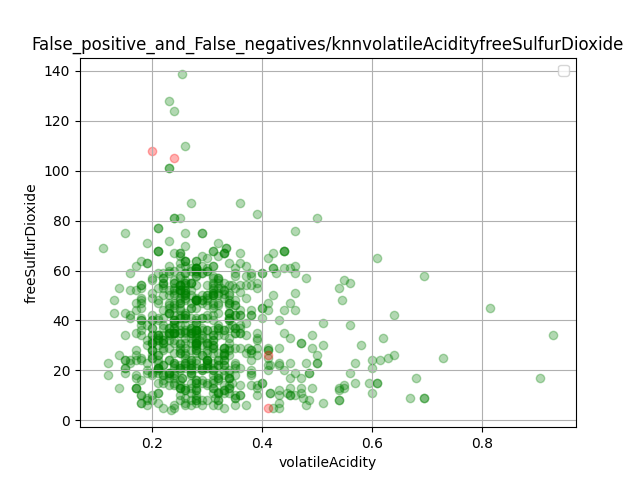 False_positive_and_False_negatives/knnvolatileAcidityfreeSulfurDioxide
140
120
100
80
60
40
20
0
freeSulfurDioxide
0.2 0.4 0.6 0.8
volatileAcidity